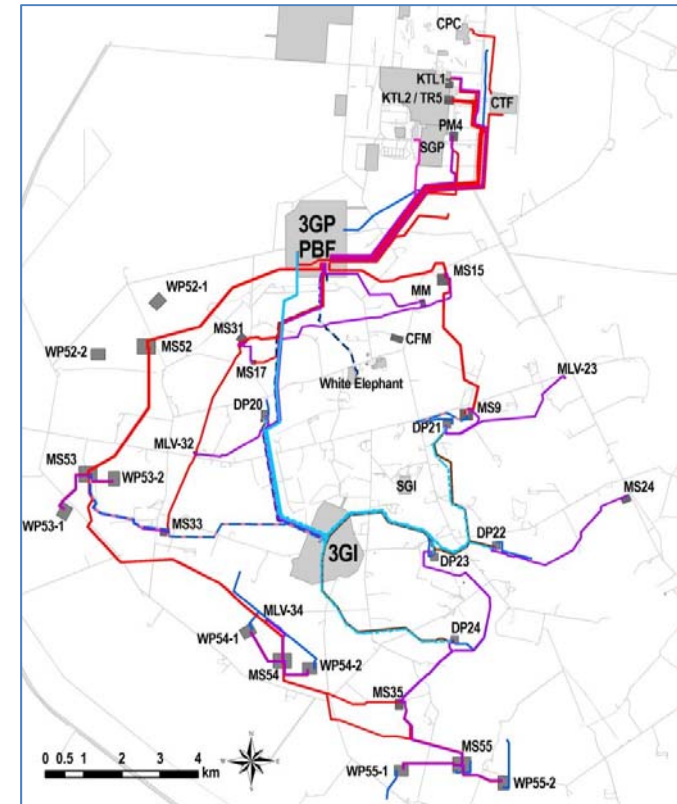 CPC
KTL1
KTL2 / TR5
CTF
PM4
SGP
3GP
PBF
MS15
WP52-1
MM
MS31
CFM
WP52-2
MS52
MS17
White Elephant
MLV-23
DP20
MS9
DP21
MLV-32
MS53
WP53-2
SGI
MS24
WP53-1
MS33
DP22
3GI
DP23
MLV-34
DP24
WP54-1
WP54-2
MS54
MS35
MS55
WP55-1
WP55-2
0 0.5 1 2 3 4
km